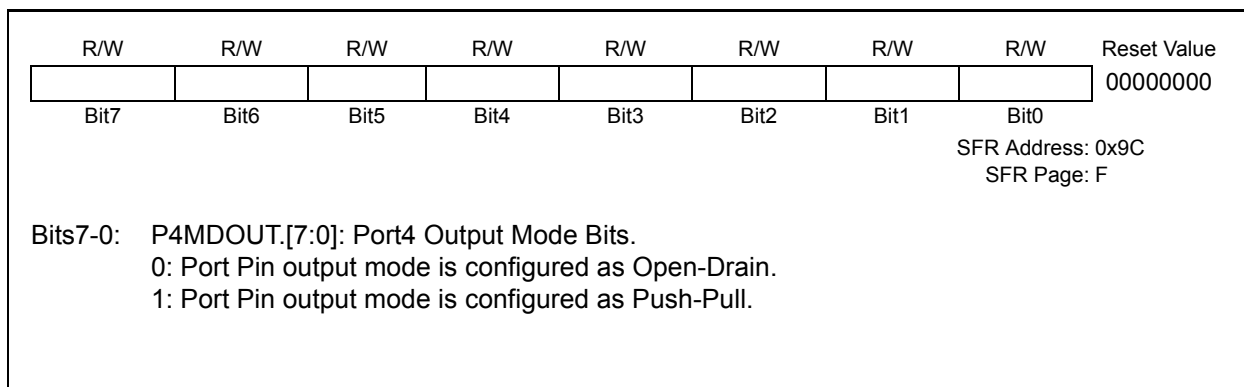 R/W R/W R/W R/W R/W R/W R/W R/W Reset Value
00000000
Bit7 Bit6 Bit5 Bit4 Bit3 Bit2 Bit1 Bit0
SFR Address: 0x9C
SFR Page: F
Bits7-0: P4MDOUT.[7:0]: Port4 Output Mode Bits.
0: Port Pin output mode is configured as Open-Drain.
1: Port Pin output mode is configured as Push-Pull.